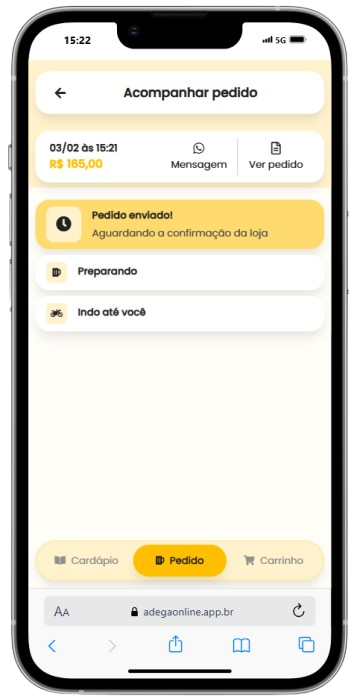 15:22
5G
Acompanhar pedido
03/02 às 15:21
R$ 165,00
Mensagem
Ver pedido
Pedido enviado!
Aguardando a confirmação da loja
Preparando
Indo até você
Cardápio
Pedido
Carrinho
AA
adegaonline.app.br